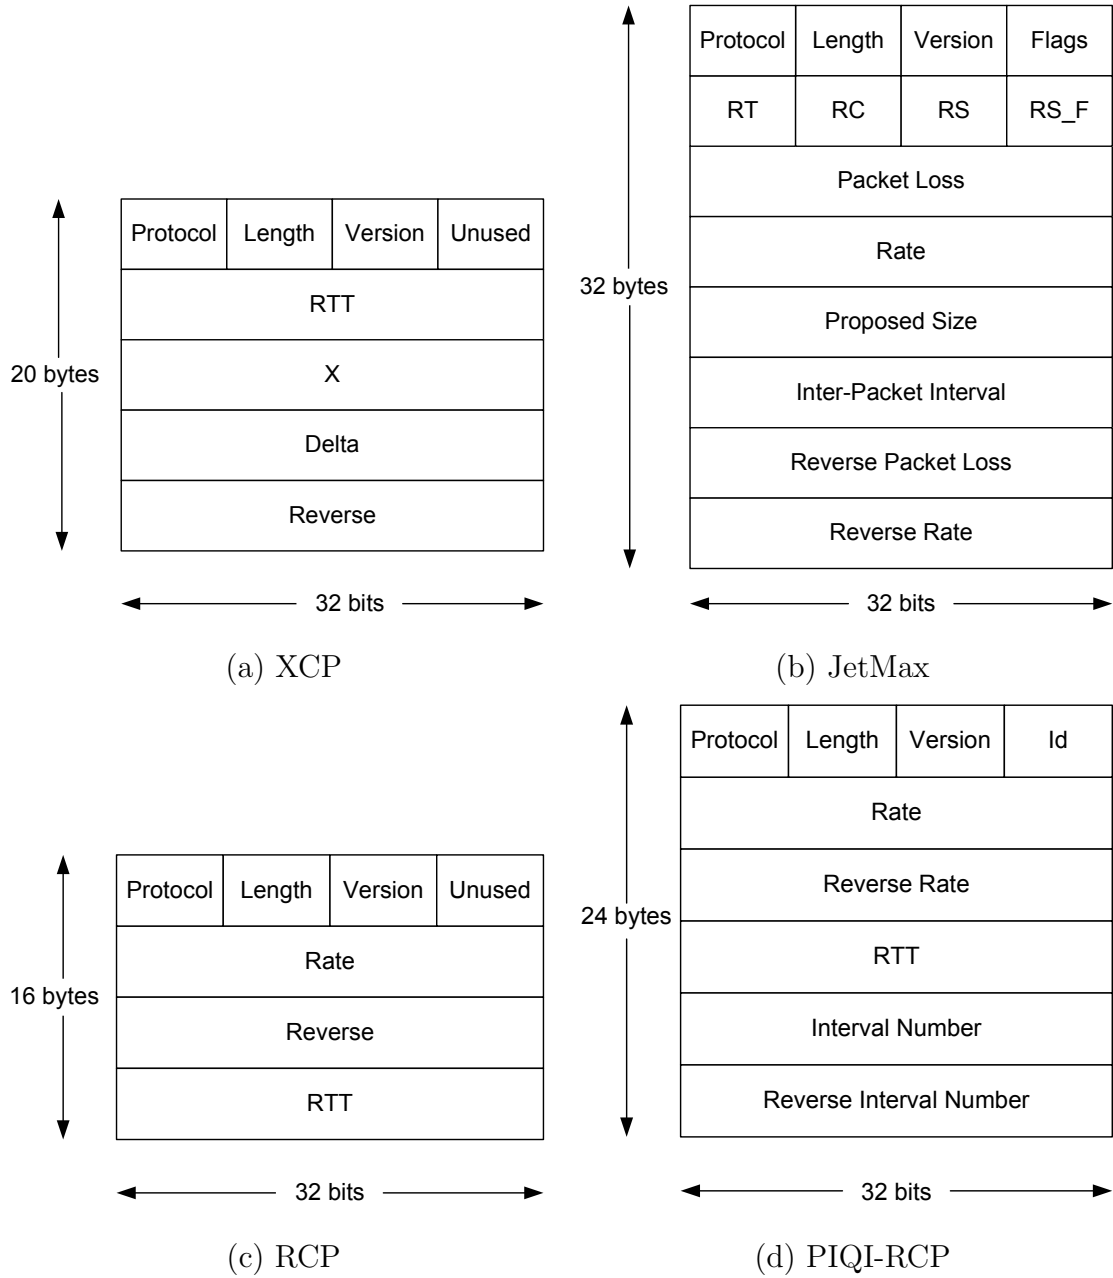 Protocol Length Version Unused
RTT
X
Delta
Reverse
20 bytes
32 bits
(a) XCP
Protocol Length Version Flags
RT RC RS RS_F
Packet Loss
Rate
Proposed Size
Inter-Packet Interval
Reverse Packet Loss
Reverse Rate
32 bytes
32 bits
(b) JetMax
Protocol Length Version Unused
Rate
Reverse
RTT
16 bytes
32 bits
(c) RCP
Protocol Length Version Id
Rate
Reverse Rate
RTT
Interval Number
Reverse Interval Number
24 bytes
32 bits
(d) PIQI-RCP